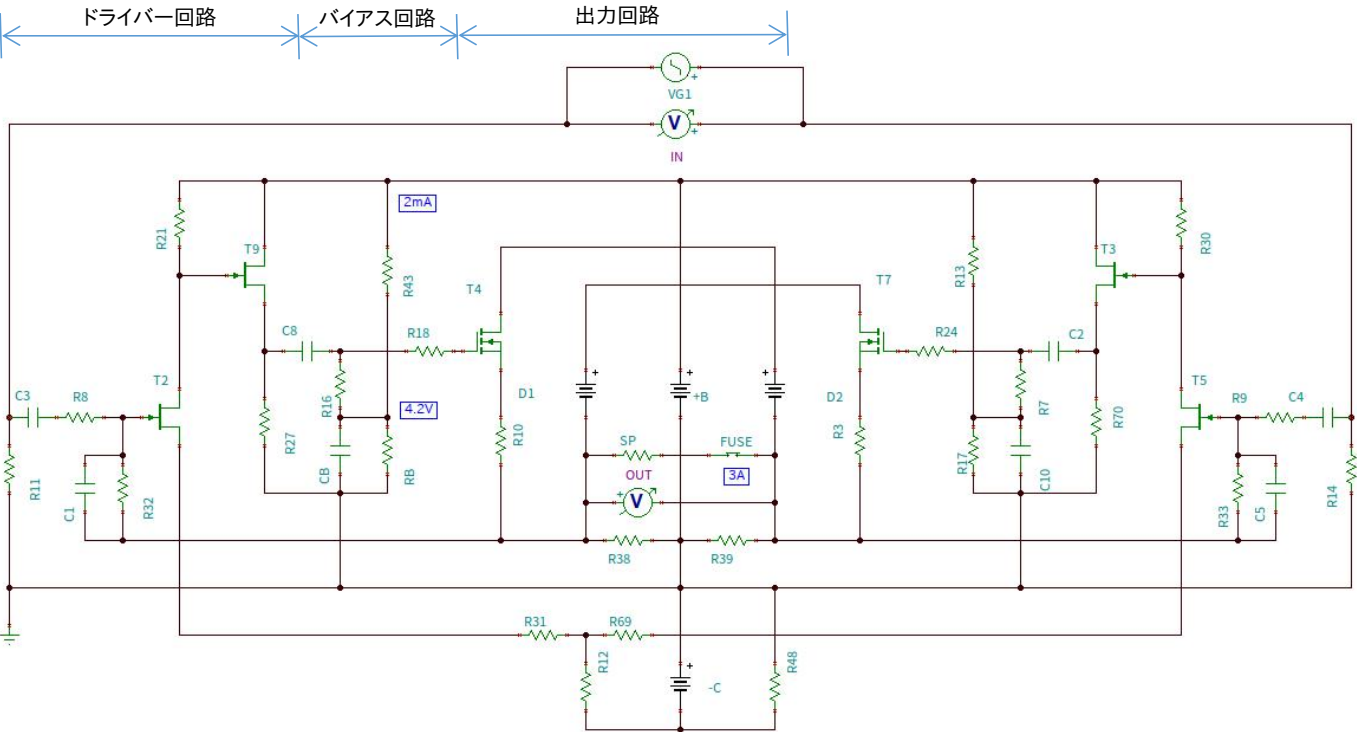 ドライバー回路
バイアス回路
出力回路
VG1
+
V
+
IN
2mA
R21
T9
R43
T4
T7
R13
T3
R30
C8
R18
R24
C2
T2
C3
R8
R16
4.2V
D1
+
+
+B
+
D2
R7
T5
R9
C4
R11
C1
R32
R27
CB
RB
R10
SP
FUSE
OUT
3A
+
V
R3
R17
C10
R70
R33
C5
R14
R38
R39
R31
R69
R12
+
-C
R48